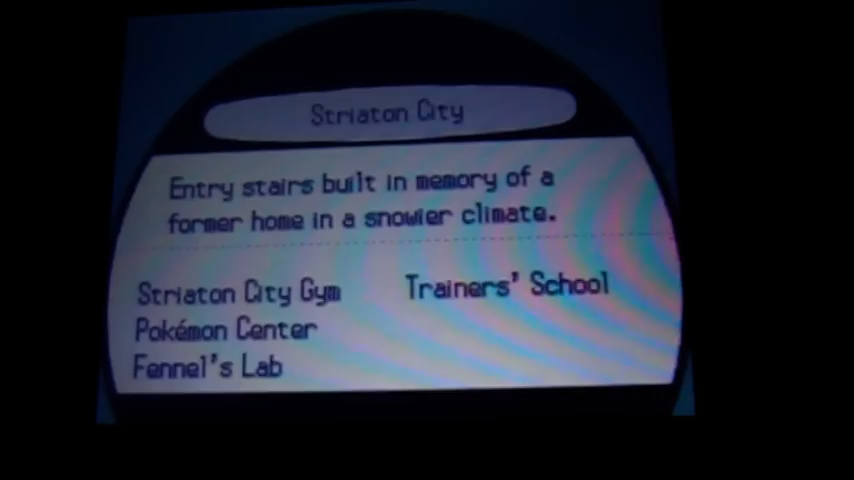 Striaton City
Entry stairs built in memory of a
former home in a snowier climate.
Striaton City Gym
Trainers' School
Pokémon Center
Fennel's Lab